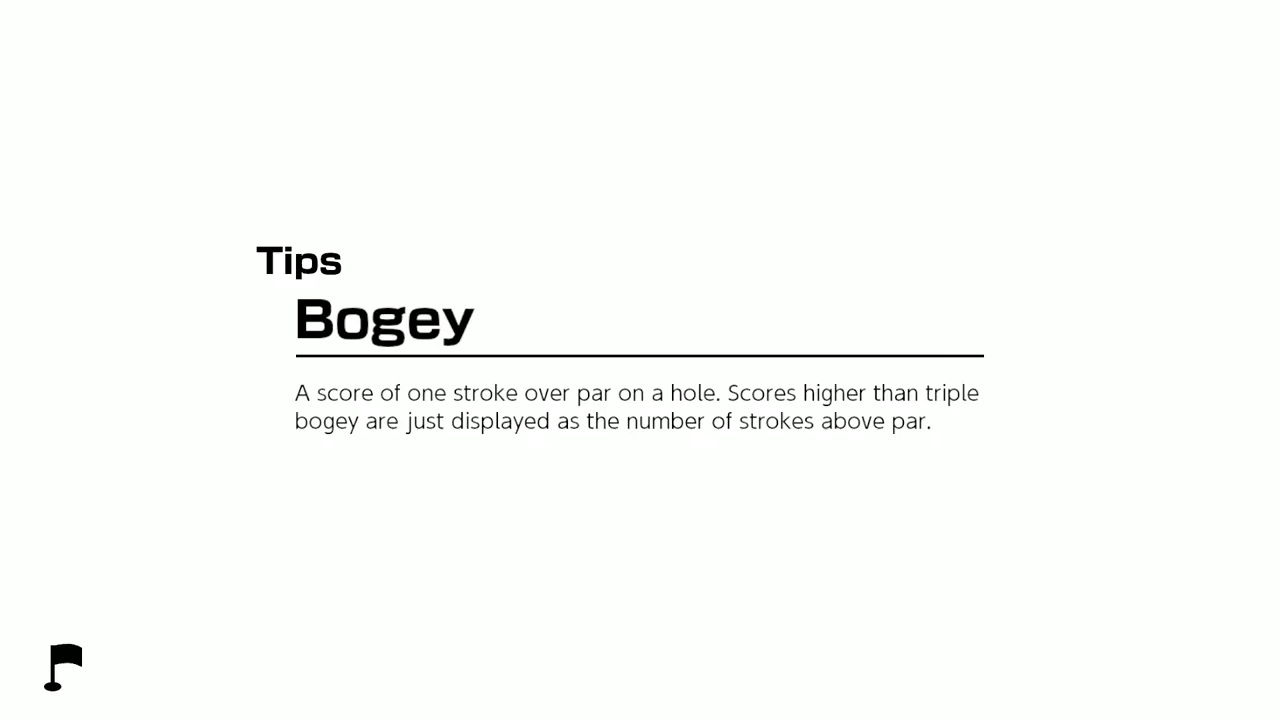 Tips
Bogey
A score of one stroke over par on a hole. Scores higher than triple
bogey are just displayed as the number of strokes above par.